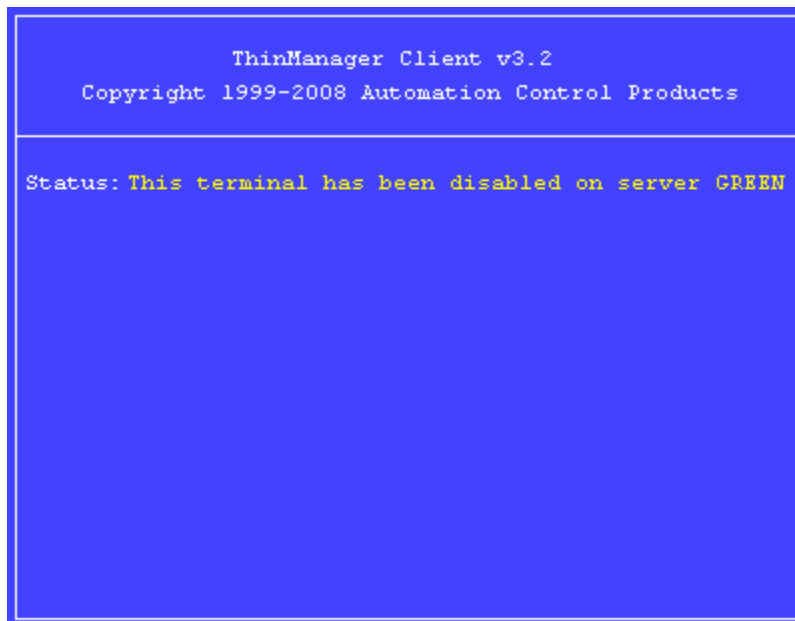 ThinManager Client v3.2
Copyright 1999-2008 Automation Control Products
Status: This terminal has been disabled on server GREEN